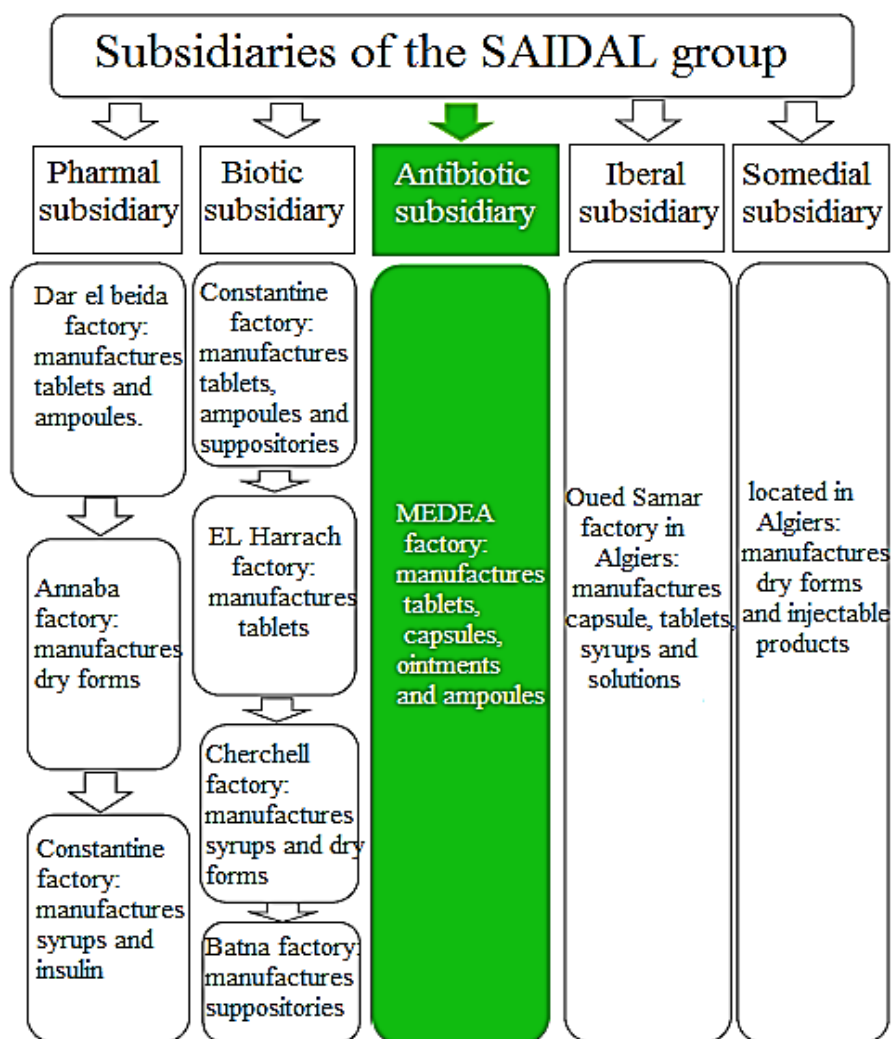 Subsidiaries of the SAIDAL group
Pharmal
subsidiary
Dar el beida
factory:
manufactures
tablets and
ampoules.
Annaba
factory:
manufactures
dry forms
Constantine
factory:
manufactures
syrups and
insulin
Biotic
subsidiary
Constantine
factory:
manufactures
tablets,
ampoules and
suppositories
EL Harrach
factory:
manufactures
tablets
Cherchell
factory:
manufactures
syrups and dry
forms
Batna factory:
manufactures
suppositories
Antibiotic
subsidiary
MEDEA
factory:
manufactures
tablets,
capsules,
ointments
and ampoules
Iberal
subsidiary
Oued Samar
factory in
Algiers:
manufactures
capsule, tablets,
syrups and
solutions
Somedial
subsidiary
located in
Algiers:
manufactures
dry forms
and injectable
products